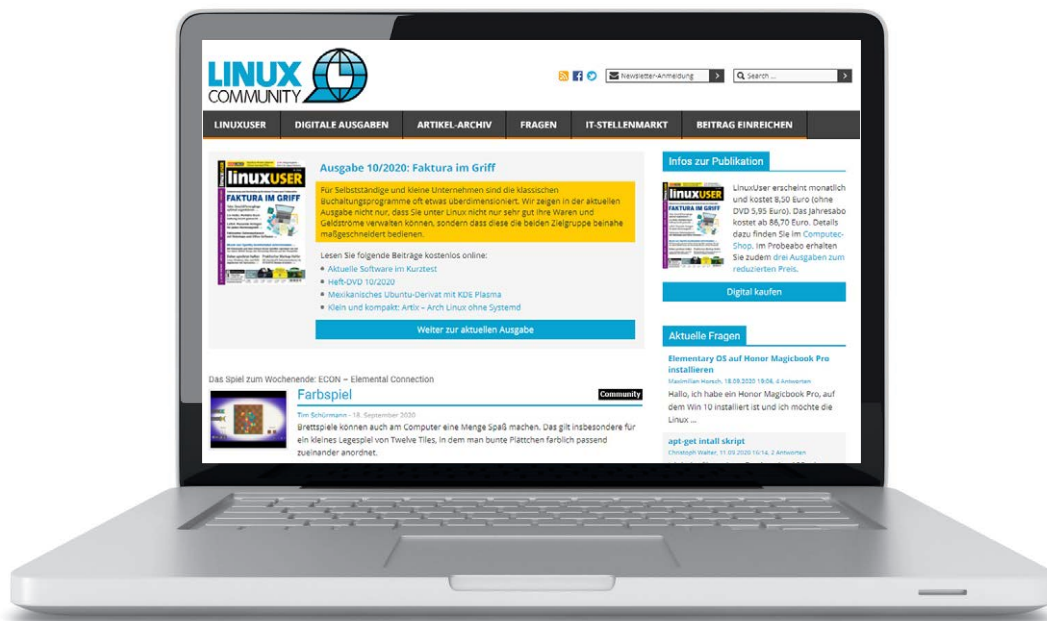 LINUX
COMMUNITY
Newsletter-Anmeldung
Search ...
LINUXUSER DIGITALE AUSGABEN ARTIKEL-ARCHIV FRAGEN IT-STELLENMARKT BEITRAG EINREICHEN
linuxUSER
FAKTURA IM GRIFF
Ausgabe 10/2020: Faktura im Griff
Für Selbstständige und kleine Unternehmen sind die klassischen
Buchaltungsprogramme oft etwas überdimensioniert. Wir zeigen in der aktuellen
Ausgabe nicht nur, dass Sie unter Linux nicht nur sehr gut ihre Waren und
Geldströme verwalten können, sondern dass diese die beiden Zielgruppe beinahe
maßgeschneidert bedienen.
Lesen Sie folgende Beiträge kostenlos online:
Aktuelle Software im Kurztest
Heft-DVD 10/2020
Mexikanisches Ubuntu-Derivat mit KDE Plasma
Klein und kompakt: Artix – Arch Linux ohne Systemd
Weiter zur aktuellen Ausgabe
Das Spiel zum Wochenende: ECON – Elemental Connection
Farbspiel
Community
Tim Schürmann - 18. September 2020
Brettspiele können auch am Computer eine Menge Spaß machen. Das gilt insbesondere für
ein kleines Legespiel von Twelve Tiles, in dem man bunte Plättchen farblich passend
zueinander anordnet.
Infos zur Publikation
linuxUSER
FAKTURA IM GRIFF
LinuxUser erscheint monatlich
und kostet 8,50 Euro (ohne
DVD 5,95 Euro). Das Jahresabo
kostet ab 86,70 Euro. Details
dazu finden Sie im Computec-
Shop. Im Probeabo erhalten
Sie zudem drei Ausgaben zum
reduzierten Preis.
Digital kaufen
Aktuelle Fragen
Elementary OS auf Honor Magicbook Pro
installieren
Maximilian Horsch, 18.09.2020 19:06, 4 Antworten
Hallo, ich habe ein Honor Magicbook Pro, auf
dem Win 10 installiert ist und ich möchte die
Linux ...
apt-get intall skript
Christoph Walter, 11.09.2020 16:14, 2 Antworten